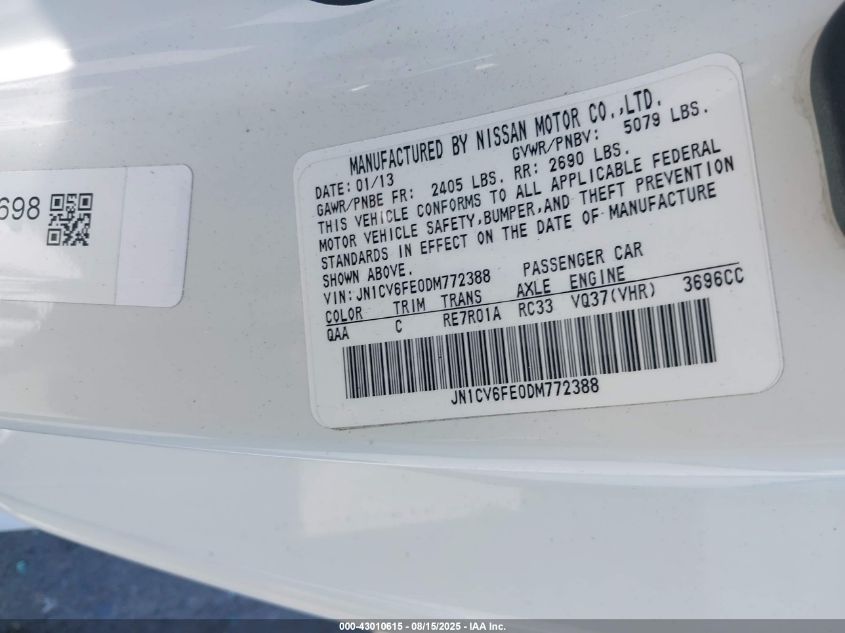 698
MANUFACTURED BY NISSAN MOTOR CO.,LTD.
DATE: 01/13 GVWR/PNBV: 5079 LBS.
GAWR/PNBE FR: 2405 LBS. RR: 2690 LBS.
THIS VEHICLE CONFORMS TO ALL APPLICABLE FEDERAL
MOTOR VEHICLE SAFETY,BUMPER,AND THEFT PREVENTION
STANDARDS IN EFFECT ON THE DATE OF MANUFACTURE
SHOWN ABOVE.
VIN: JN1CV6FE0DM772388 PASSENGER CAR
COLOR TRIM TRANS AXLE ENGINE
QAA C RE7R01A RC33 VQ37(VHR) 3696CC
JN1CV6FE0DM772388
000-43010615 - 08/15/2025 - IAA Inc.